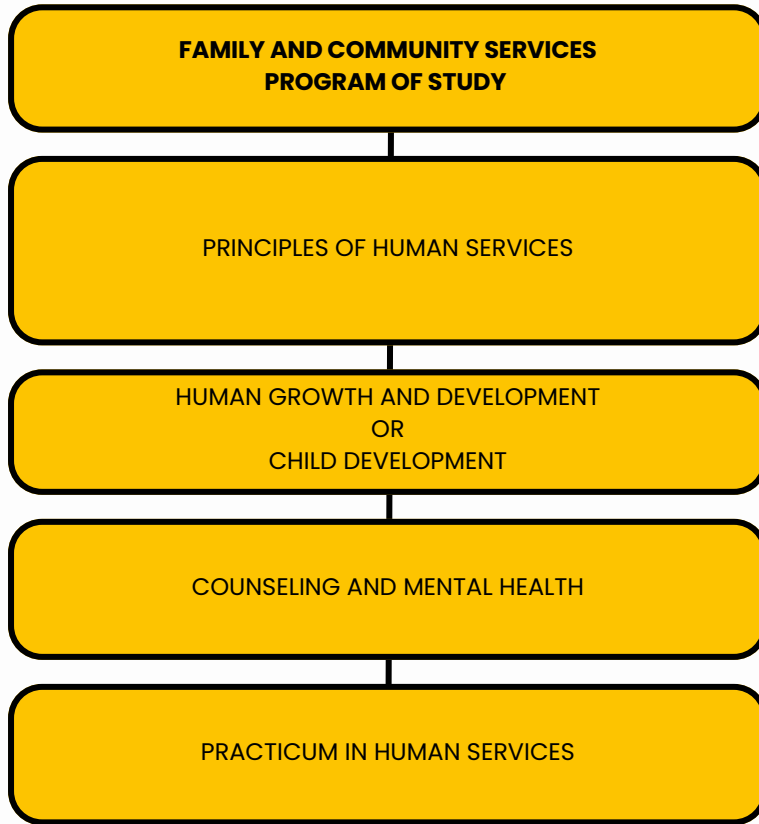 FAMILY AND COMMUNITY SERVICES
PROGRAM OF STUDY
PRINCIPLES OF HUMAN SERVICES
HUMAN GROWTH AND DEVELOPMENT
OR
CHILD DEVELOPMENT
COUNSELING AND MENTAL HEALTH
PRACTICUM IN HUMAN SERVICES